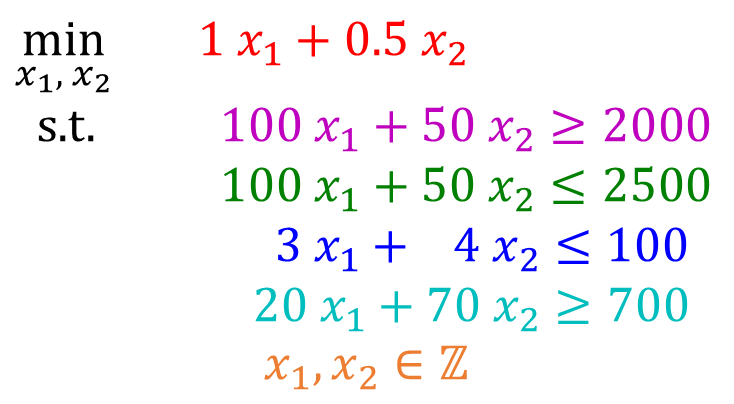 min 1 x₁ + 0.5 x₂
x₁, x₂
s.t. 100 x₁ + 50 x₂ ≥ 2000
100 x₁ + 50 x₂ ≤ 2500
3 x₁ + 4 x₂ ≤ 100
20 x₁ + 70 x₂ ≥ 700
x₁, x₂ ∈ ℤ